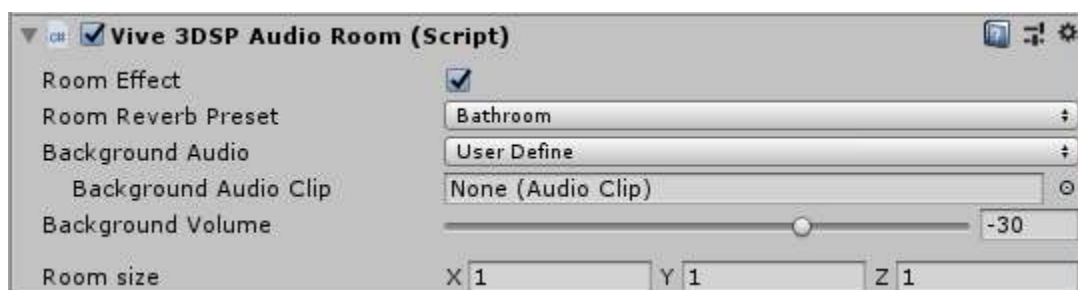 Vive 3DSP Audio Room (Script)
Room Effect
Room Reverb Preset Bathroom
Background Audio User Define
Background Audio Clip None (Audio Clip)
Background Volume -30
Room size X 1 Y 1 Z 1